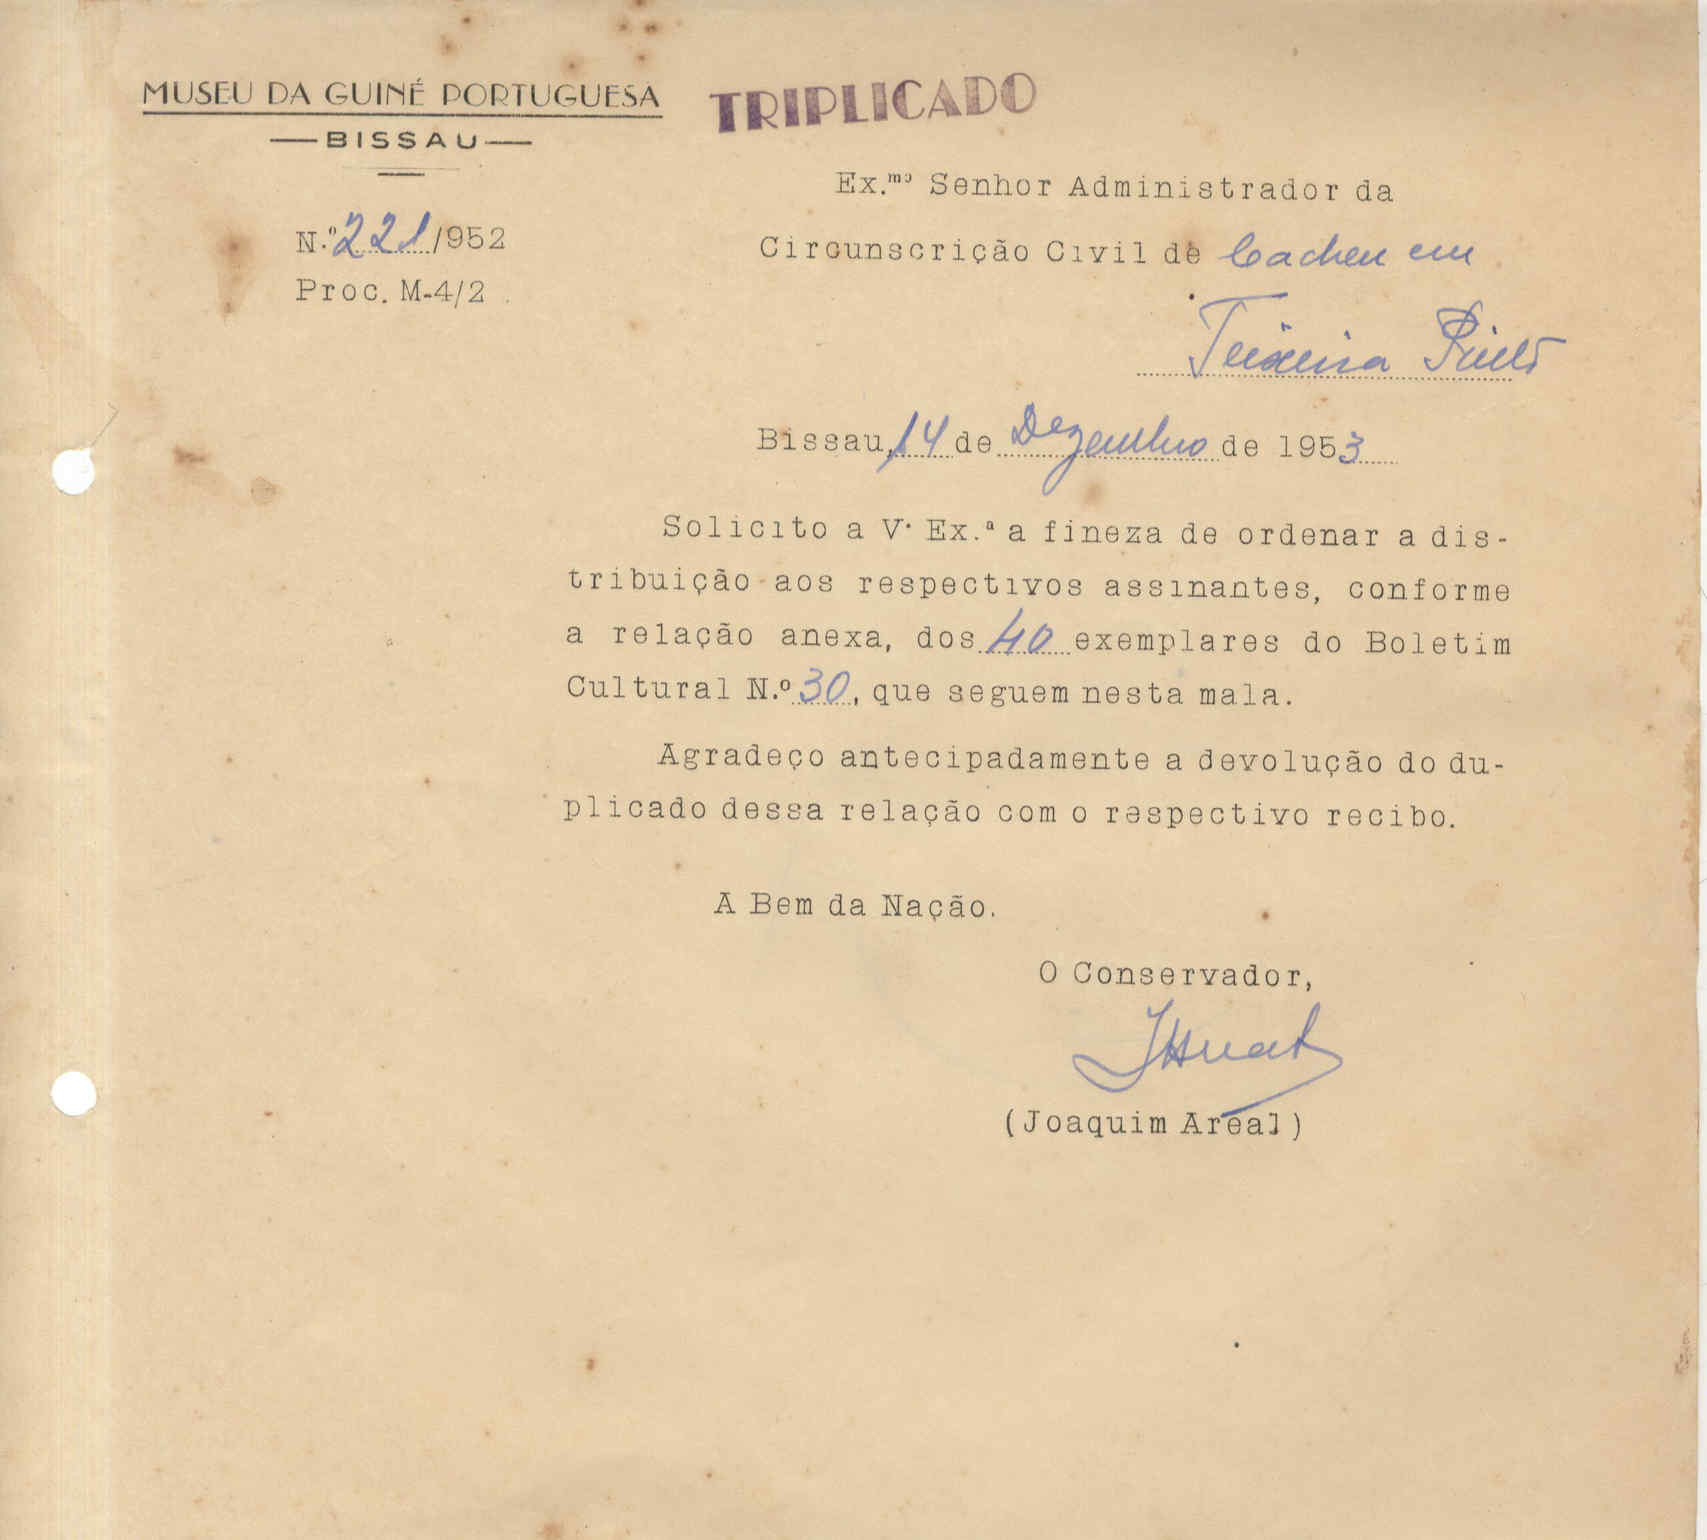 MUSEU DA GUINÉ PORTUGUESA
BISSAU
TRIPLICADO
Ex.mo Senhor Administrador da
N.º 221/952
Circunscrição Civil de Cacheu em
Proc. M-4/2
Teixeira Pinto
Bissau, 14 de Dezembro de 1953
Solicito a V. Ex.ª a fineza de ordenar a dis-
tribuição aos respectivos assinantes, conforme
a relação anexa, dos 40 exemplares do Boletim
Cultural N.º 30, que seguem nesta mala.
Agradeço antecipadamente a devolução do du-
plicado dessa relação com o respectivo recibo.
A Bem da Nação.
O Conservador,
(Joaquim Areal)